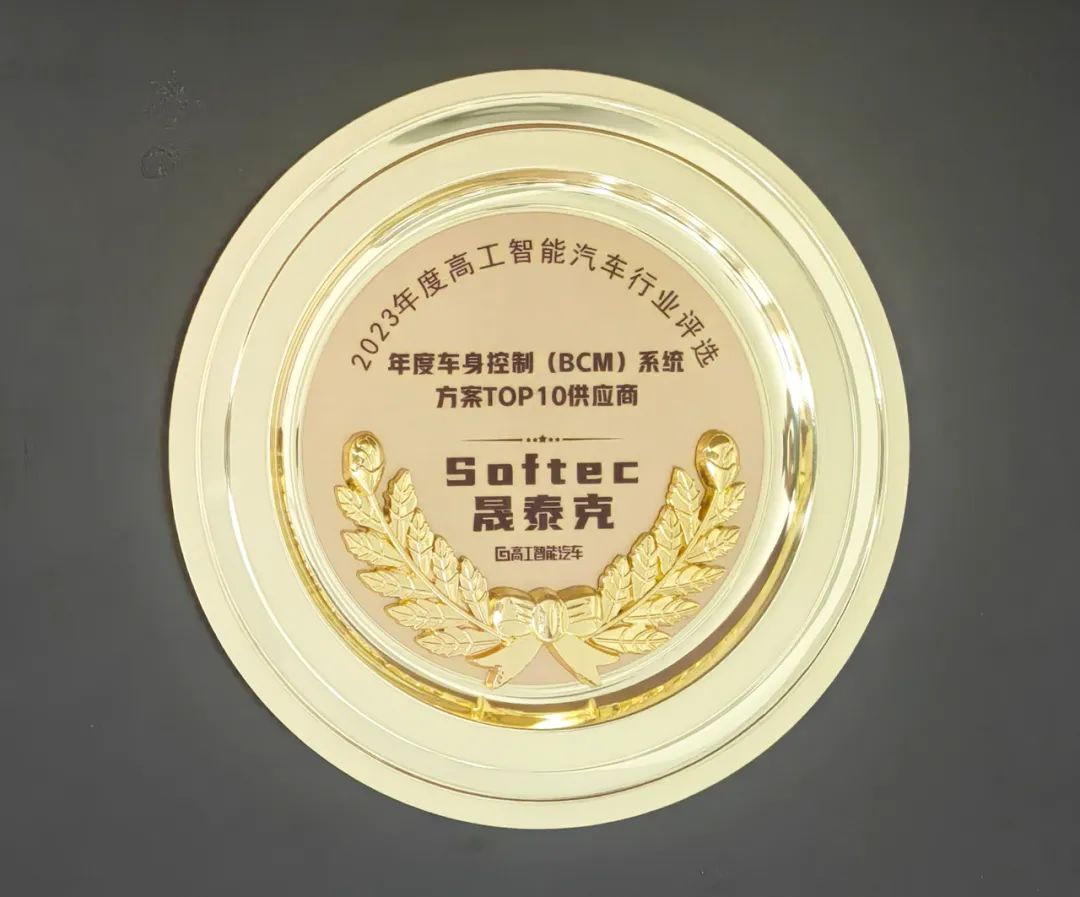 2023年度高工智能汽车行业评选
年度车身控制（BCM）系统
方案TOP10供应商
Softec
晟泰克
高工智能汽车